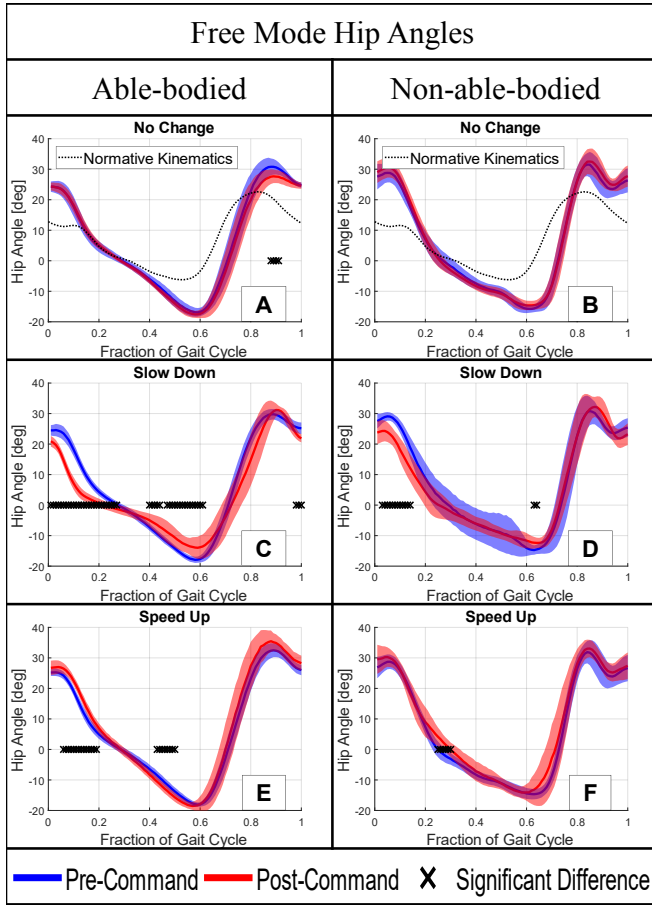 Free Mode Hip Angles
Able-bodied
Non-able-bodied
No Change
Normative Kinematics
Hip Angle [deg]
40
30
20
10
0
-10
-20
A
0 0.2 0.4 0.6 0.8 1
Fraction of Gait Cycle
No Change
Normative Kinematics
Hip Angle [deg]
40
30
20
10
0
-10
-20
B
0 0.2 0.4 0.6 0.8 1
Fraction of Gait Cycle
Slow Down
Hip Angle [deg]
40
30
20
10
0
-10
-20
C
0 0.2 0.4 0.6 0.8 1
Fraction of Gait Cycle
Slow Down
Hip Angle [deg]
40
30
20
10
0
-10
-20
D
0 0.2 0.4 0.6 0.8 1
Fraction of Gait Cycle
Speed Up
Hip Angle [deg]
40
30
20
10
0
-10
-20
E
0 0.2 0.4 0.6 0.8 1
Fraction of Gait Cycle
Speed Up
Hip Angle [deg]
40
30
20
10
0
-10
-20
F
0 0.2 0.4 0.6 0.8 1
Fraction of Gait Cycle
Pre-Command Post-Command Significant Difference